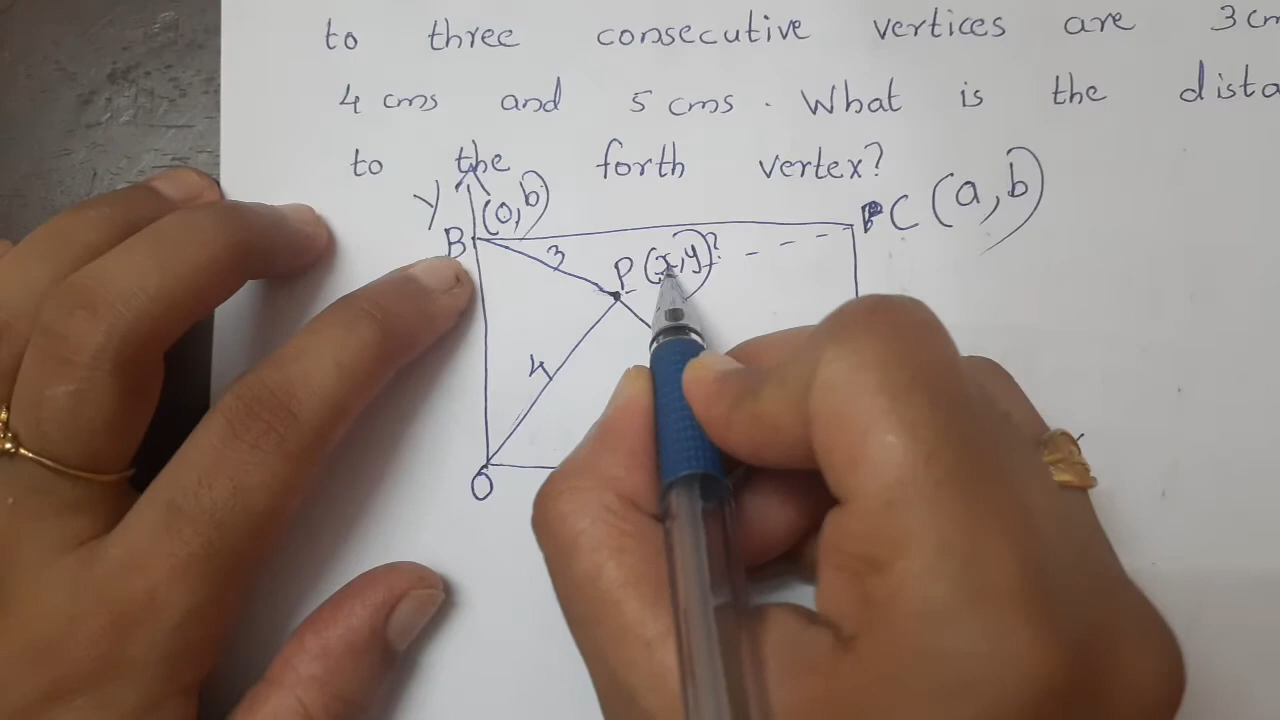 to three consecutive vertices are 3cm
4 cms and 5 cms. What is the dista
to the forth vertex?
Y
(0,b)
B
C (a,b)
3
P (x,y)
?
4
O